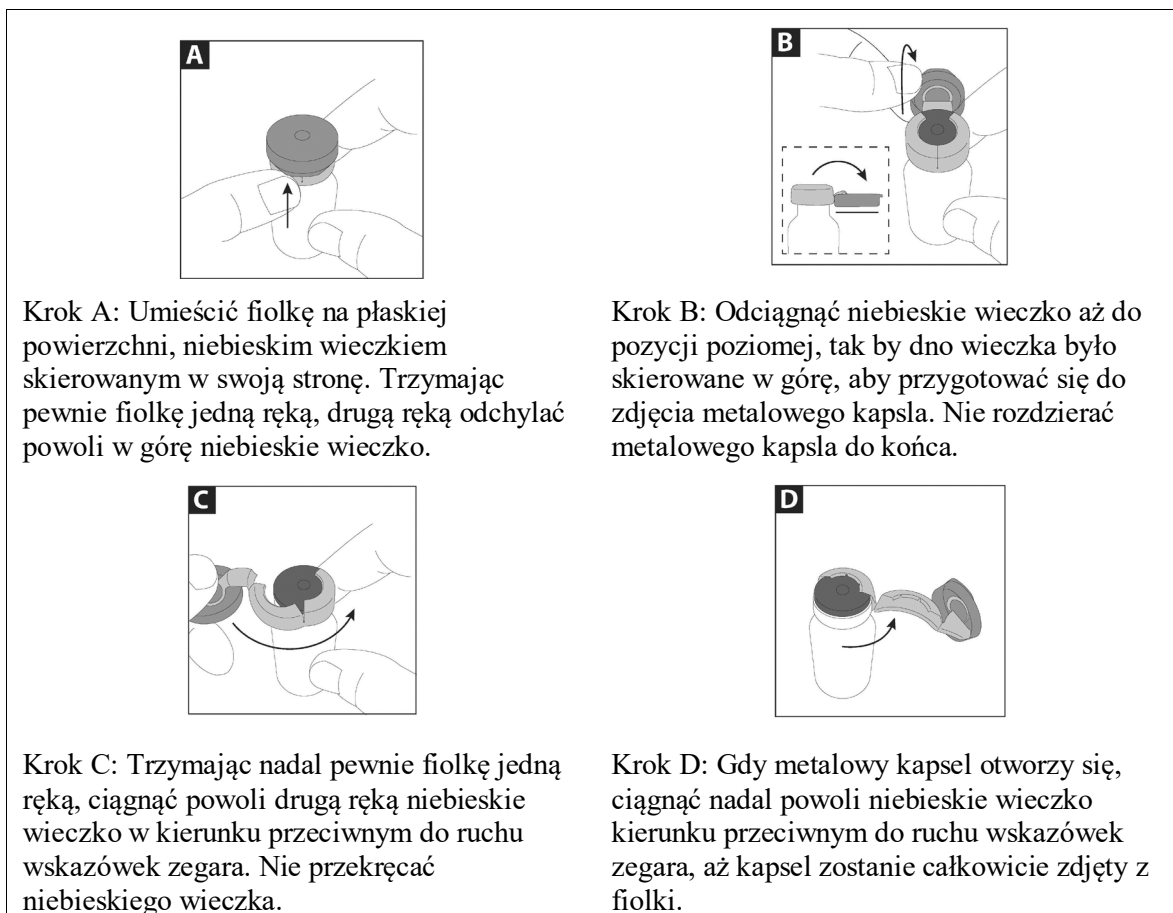 A
Krok A: Umieścić fiolkę na płaskiej
powierzchni, niebieskim wieczkiem
skierowanym w swoją stronę. Trzymając
pewnie fiolkę jedną ręką, drugą ręką odchylać
powoli w górę niebieskie wieczko.
B
Krok B: Odciągnąć niebieskie wieczko aż do
pozycji poziomej, tak by dno wieczka było
skierowane w górę, aby przygotować się do
zdjęcia metalowego kapsla. Nie rozdzierać
metalowego kapsla do końca.
C
Krok C: Trzymając nadal pewnie fiolkę jedną
ręką, ciągnąć powoli drugą ręką niebieskie
wieczko w kierunku przeciwnym do ruchu
wskazówek zegara. Nie przekręcać
niebieskiego wieczka.
D
Krok D: Gdy metalowy kapsel otworzy się,
ciągnąć nadal powoli niebieskie wieczko
kierunku przeciwnym do ruchu wskazówek
zegara, aż kapsel zostanie całkowicie zdjęty z
fiolki.